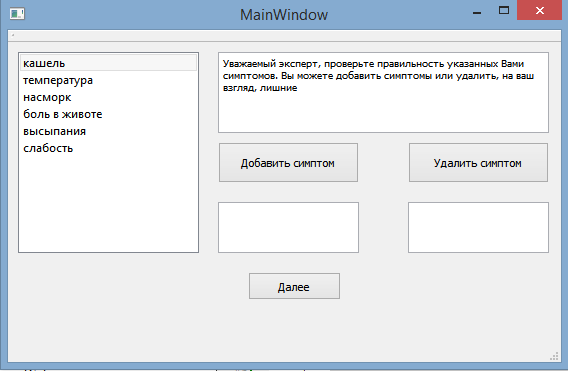 MainWindow
кашель
температура
насморк
боль в животе
высыпания
слабость
Уважаемый эксперт, проверьте правильность указанных Вами
симптомов. Вы можете добавить симптомы или удалить, на ваш
взгляд, лишние
Добавить симптом
Удалить симптом
Далее